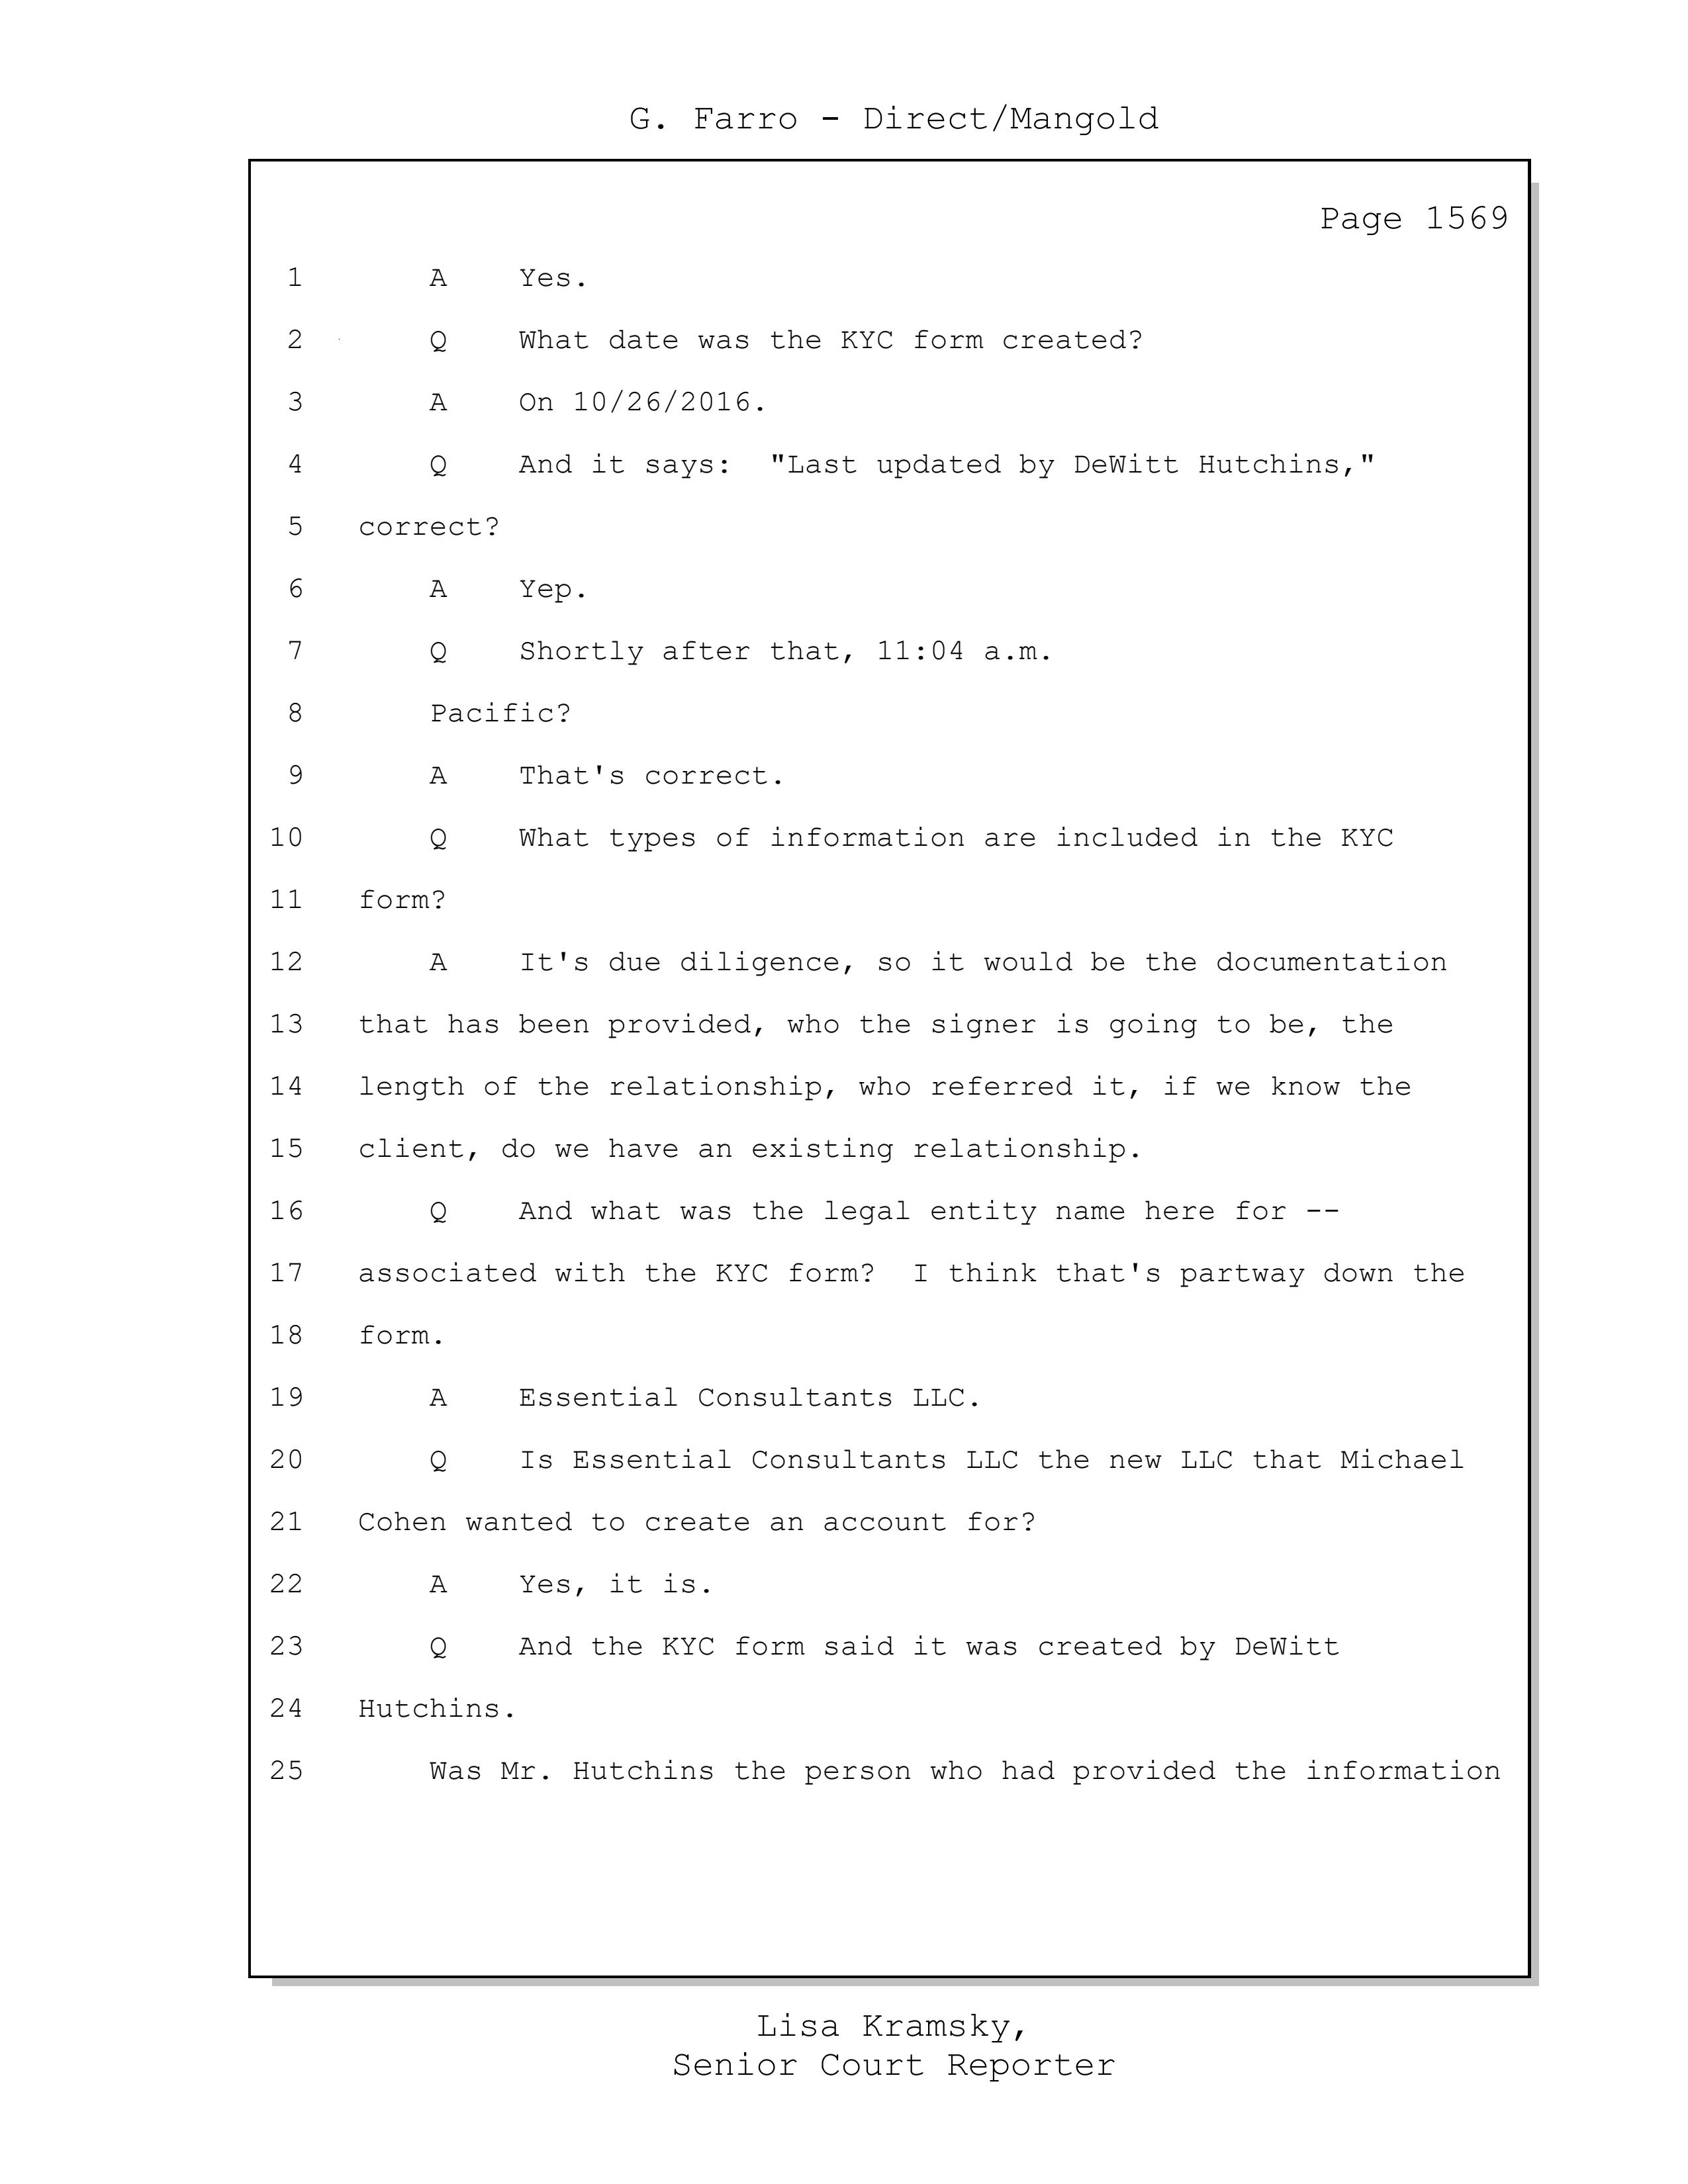 G. Farro - Direct/Mangold
Page 1569
1 A Yes.
2 Q What date was the KYC form created?
3 A On 10/26/2016.
4 Q And it says: "Last updated by DeWitt Hutchins,"
5 correct?
6 A Yep.
7 Q Shortly after that, 11:04 a.m.
8 Pacific?
9 A That's correct.
10 Q What types of information are included in the KYC
11 form?
12 A It's due diligence, so it would be the documentation
13 that has been provided, who the signer is going to be, the
14 length of the relationship, who referred it, if we know the
15 client, do we have an existing relationship.
16 Q And what was the legal entity name here for --
17 associated with the KYC form? I think that's partway down the
18 form.
19 A Essential Consultants LLC.
20 Q Is Essential Consultants LLC the new LLC that Michael
21 Cohen wanted to create an account for?
22 A Yes, it is.
23 Q And the KYC form said it was created by DeWitt
24 Hutchins.
25 Was Mr. Hutchins the person who had provided the information
Lisa Kramsky,
Senior Court Reporter